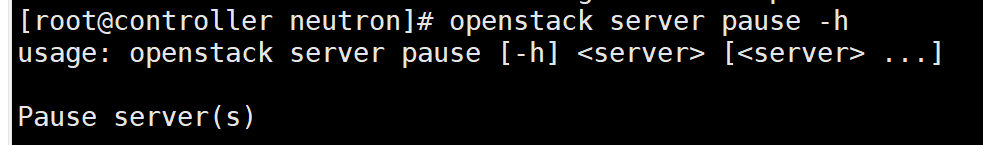 [root@controller neutron]# openstack server pause -h
usage: openstack server pause [-h] <server> [<server> ...]
Pause server(s)